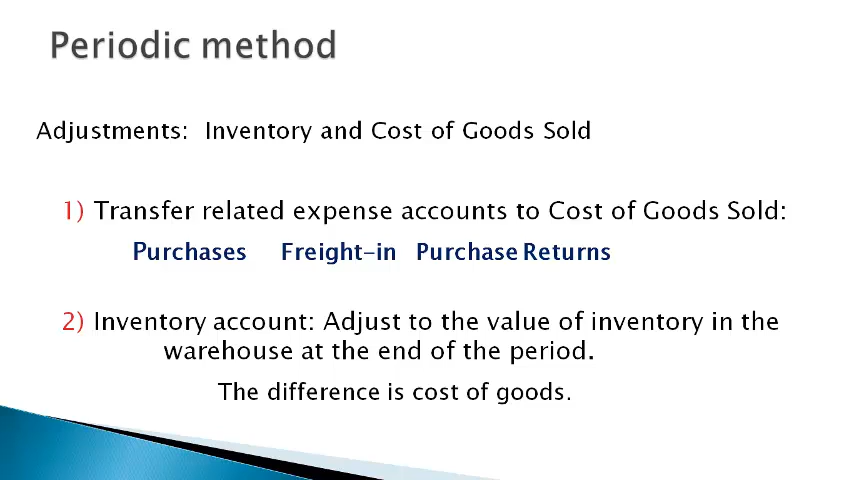 Periodic method
Adjustments: Inventory and Cost of Goods Sold
1) Transfer related expense accounts to Cost of Goods Sold:
Purchases Freight-in Purchase Returns
2) Inventory account: Adjust to the value of inventory in the
warehouse at the end of the period.
The difference is cost of goods.